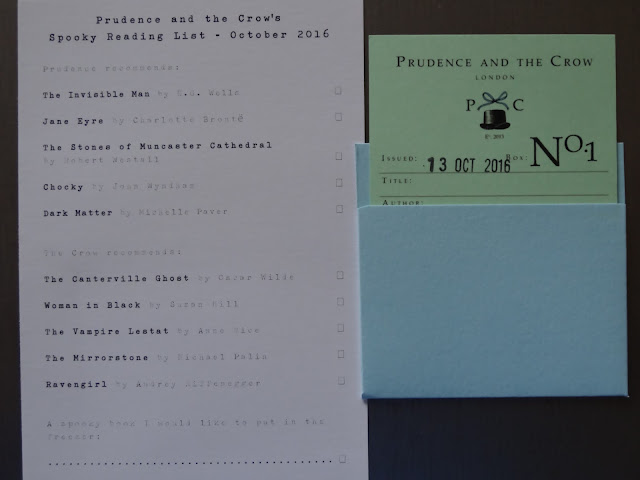 Prudence and the Crow's
Spooky Reading List - October 2016
Prudence recommends:
The Invisible Man by H.G. Wells
Jane Eyre by Charlotte Brontë
The Stones of Muncaster Cathedral
by Robert Westall
Chocky by John Wyndham
Dark Matter by Michelle Paver
The Crow recommends:
The Canterville Ghost by Oscar Wilde
Woman in Black by Susan Hill
The Vampire Lestat by Anne Rice
The Mirrorstone by Michael Palin
Ravengirl by Audrey Niffenegger
A spooky book I would like to put in the
freezer:
PRUDENCE AND THE CROW
LONDON
P C
© 2013
ISSUED: 13 OCT 2016 BOX: No.1
TITLE:
AUTHOR: